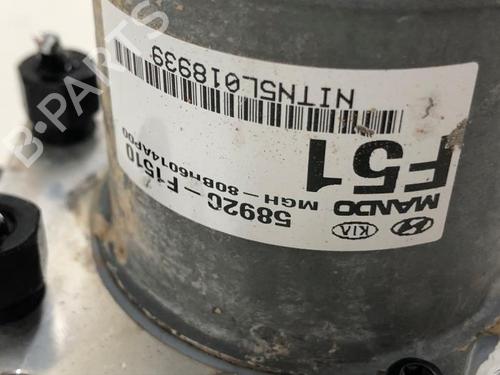 NITN5L018939
F51
58920-F1510
MGH-80BH6014AP00
MANDO
KIA
B-PARTS